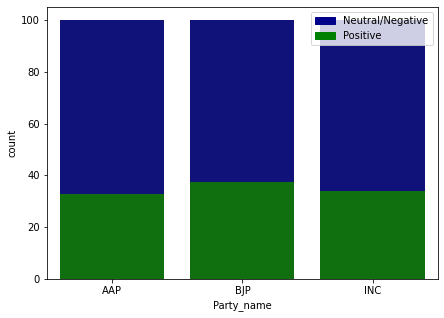 Neutral/Negative
Positive
100
80
60
40
20
0
count
AAP
BJP
INC
Party_name